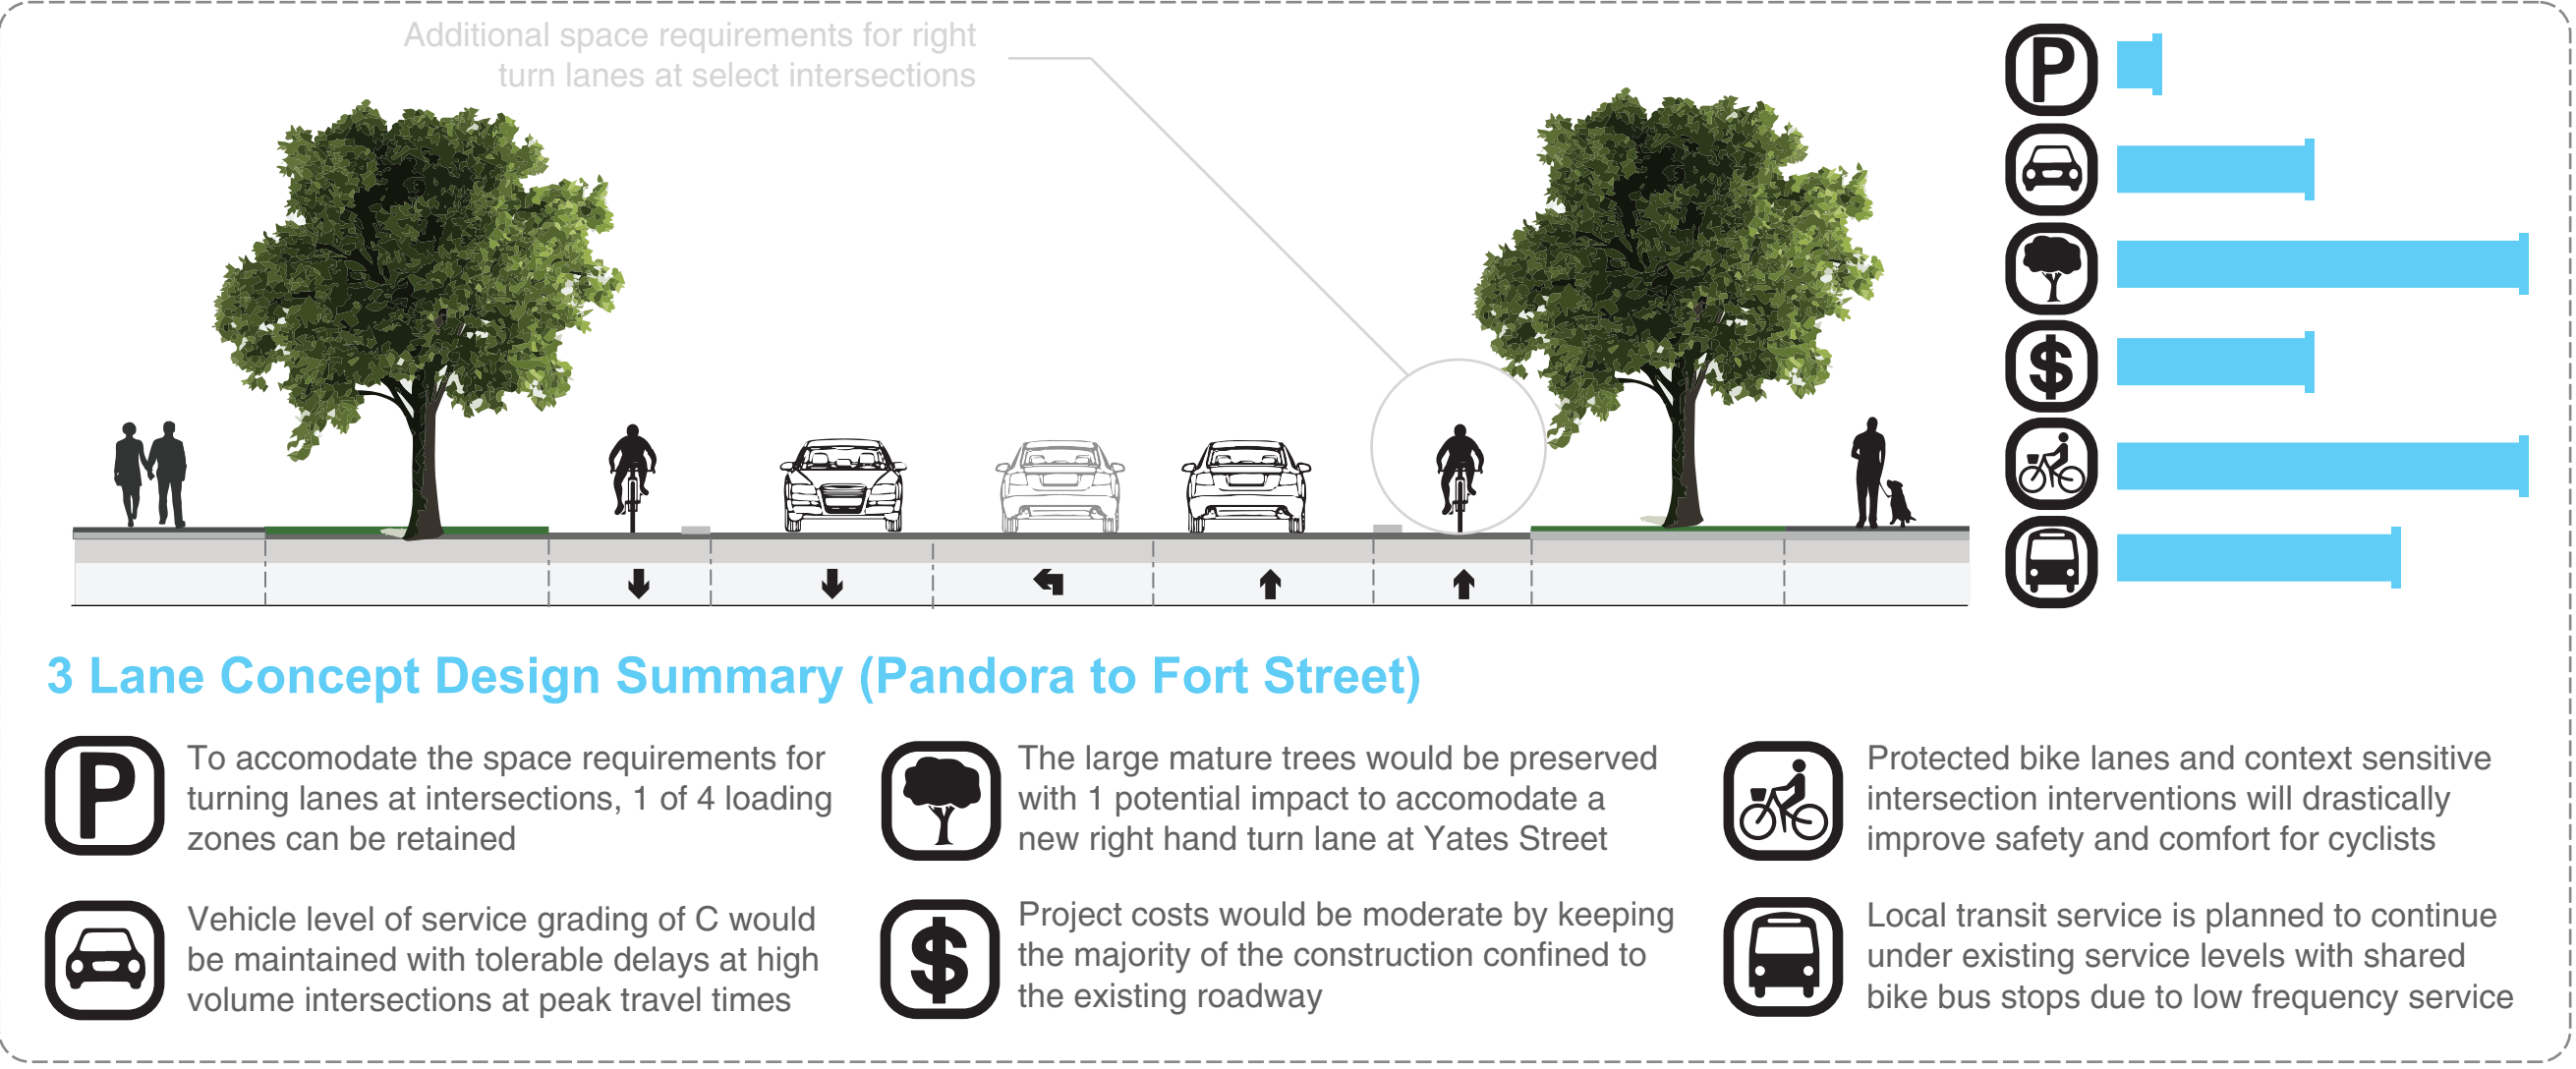 Additional space requirements for right
turn lanes at select intersections
P
$
3 Lane Concept Design Summary (Pandora to Fort Street)
P
To accomodate the space requirements for
turning lanes at intersections, 1 of 4 loading
zones can be retained
The large mature trees would be preserved
with 1 potential impact to accomodate a
new right hand turn lane at Yates Street
Protected bike lanes and context sensitive
intersection interventions will drastically
improve safety and comfort for cyclists
Vehicle level of service grading of C would
be maintained with tolerable delays at high
volume intersections at peak travel times
$
Project costs would be moderate by keeping
the majority of the construction confined to
the existing roadway
Local transit service is planned to continue
under existing service levels with shared
bike bus stops due to low frequency service